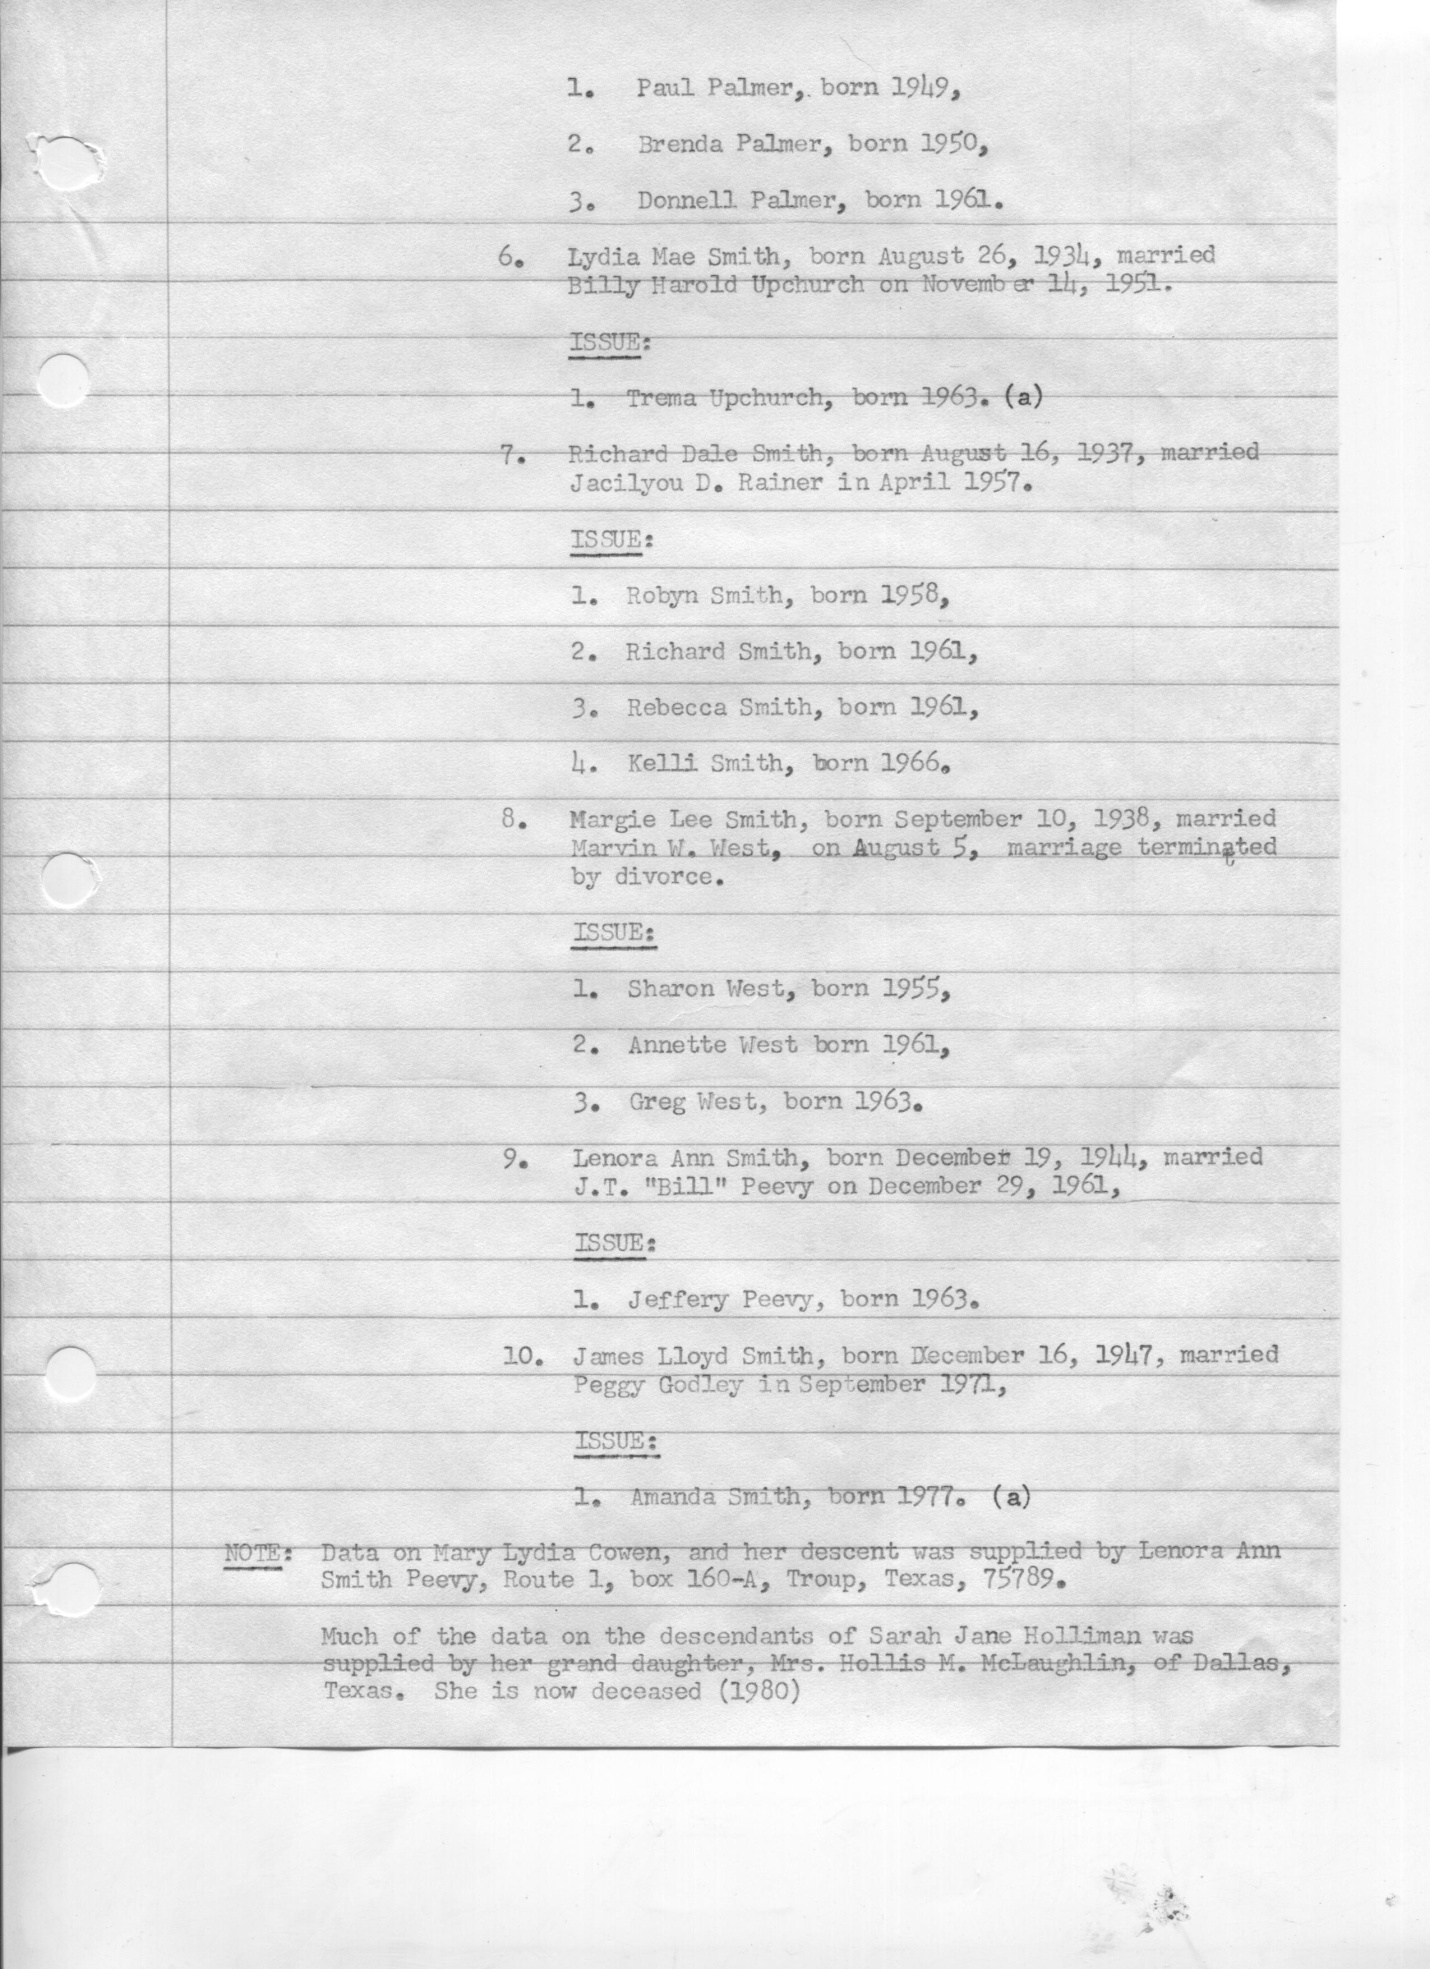 1. Paul Palmer, born 1949,
2. Brenda Palmer, born 1950,
3. Donnell Palmer, born 1961.
6. Lydia Mae Smith, born August 26, 1934, married
Billy Harold Upchurch on November 14, 1951.
ISSUE:
1. Trema Upchurch, born 1963. (a)
7. Richard Dale Smith, born August 16, 1937, married
Jacilyou D. Rainer in April 1957.
ISSUE:
1. Robyn Smith, born 1958,
2. Richard Smith, born 1961,
3. Rebecca Smith, born 1961,
4. Kelli Smith, born 1966.
8. Margie Lee Smith, born September 10, 1938, married
Marvin W. West, on August 5, marriage terminated
by divorce.
ISSUE:
1. Sharon West, born 1955,
2. Annette West born 1961,
3. Greg West, born 1963.
9. Lenora Ann Smith, born December 19, 1944, married
J.T. "Bill" Peevy on December 29, 1961,
ISSUE:
1. Jeffery Peevy, born 1963.
10. James Lloyd Smith, born December 16, 1947, married
Peggy Godley in September 1971,
ISSUE:
1. Amanda Smith, born 1977. (a)
NOTE: Data on Mary Lydia Cowen, and her descent was supplied by Lenora Ann
Smith Peevy, Route 1, box 160-A, Troup, Texas, 75789.
Much of the data on the descendants of Sarah Jane Holliman was
supplied by her grand daughter, Mrs. Hollis M. McLaughlin, of Dallas,
Texas. She is now deceased (1980)